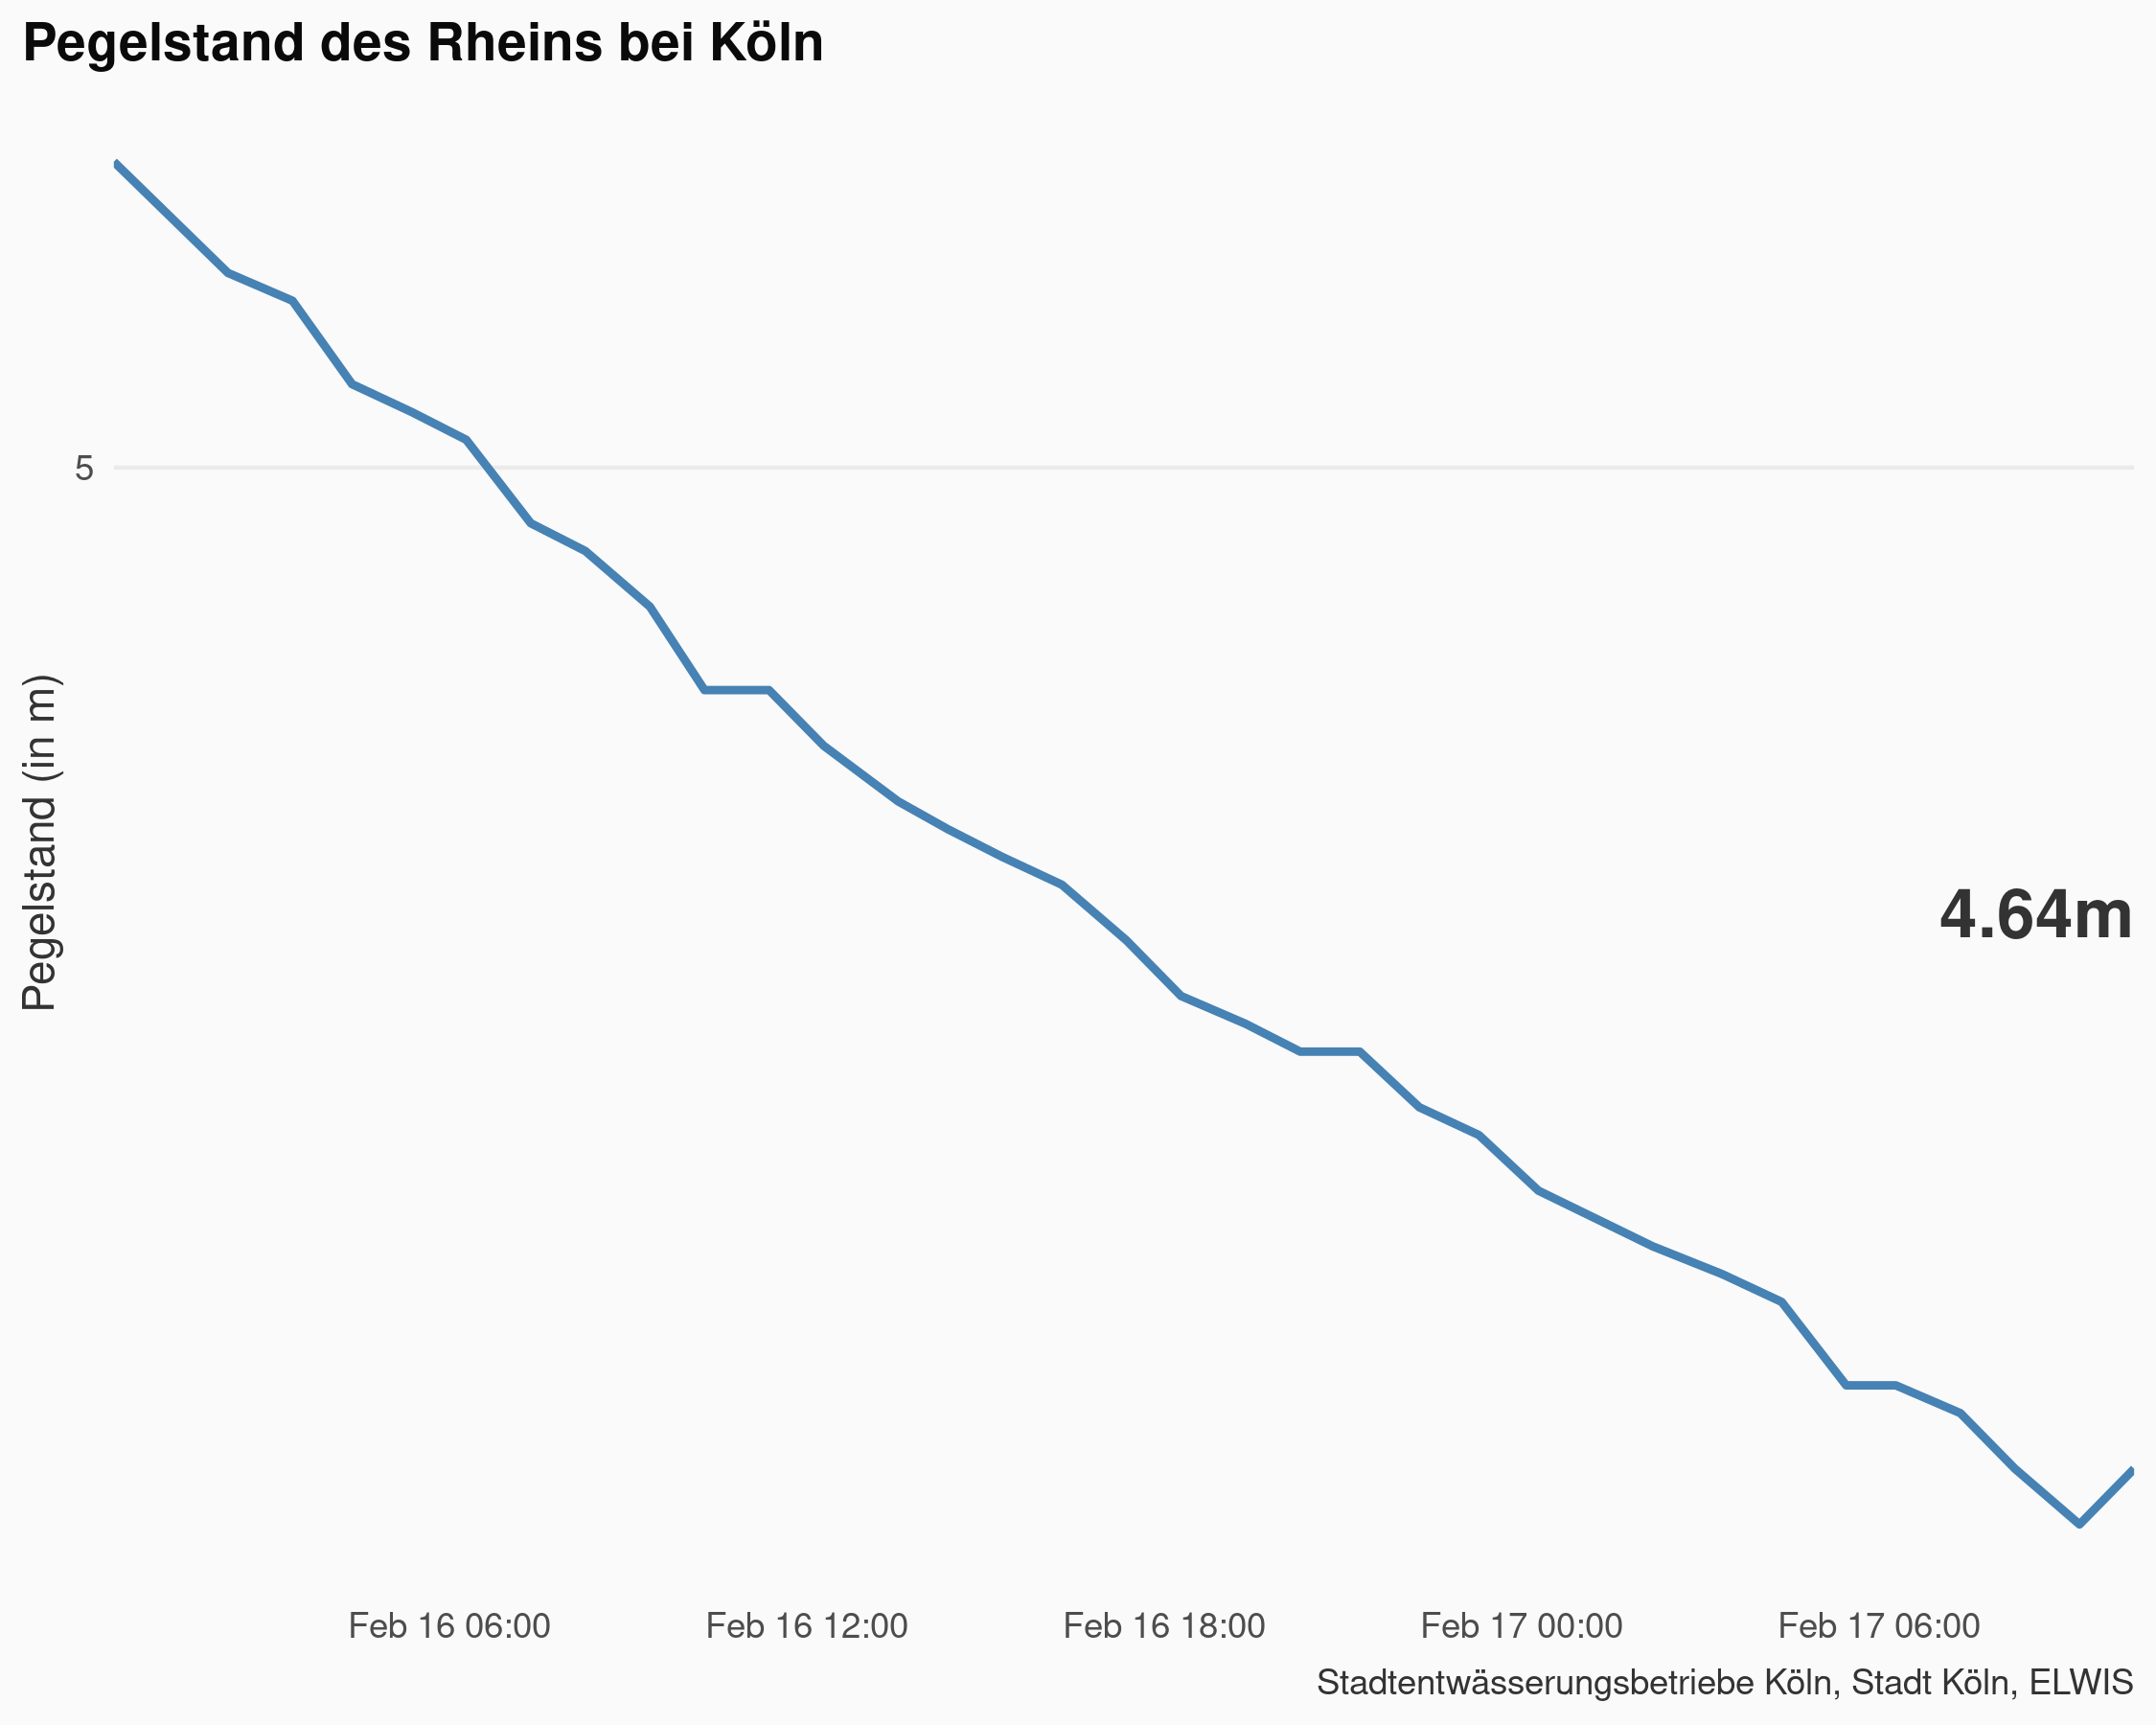 Pegelstand des Rheins bei Köln
Pegelstand (in m)
5
4.64m
Feb 16 06:00 Feb 16 12:00 Feb 16 18:00 Feb 17 00:00 Feb 17 06:00
Stadtentwässerungsbetriebe Köln, Stadt Köln, ELWIS